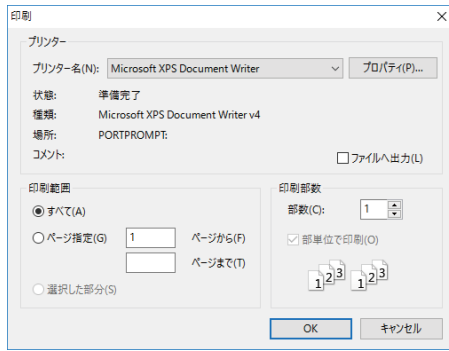 印刷
プリンター
プリンター名(N): Microsoft XPS Document Writer プロパティ(P)...
状態: 準備完了
種類: Microsoft XPS Document Writer v4
場所: PORTPROMPT:
コメント: ファイルへ出力(L)
印刷範囲
すべて(A)
ページ指定(G) 1 ページから(F)
ページまで(T)
選択した部分(S)
印刷部数
部数(C): 1
部単位で印刷(O)
1 2 3 1 2 3
OK キャンセル